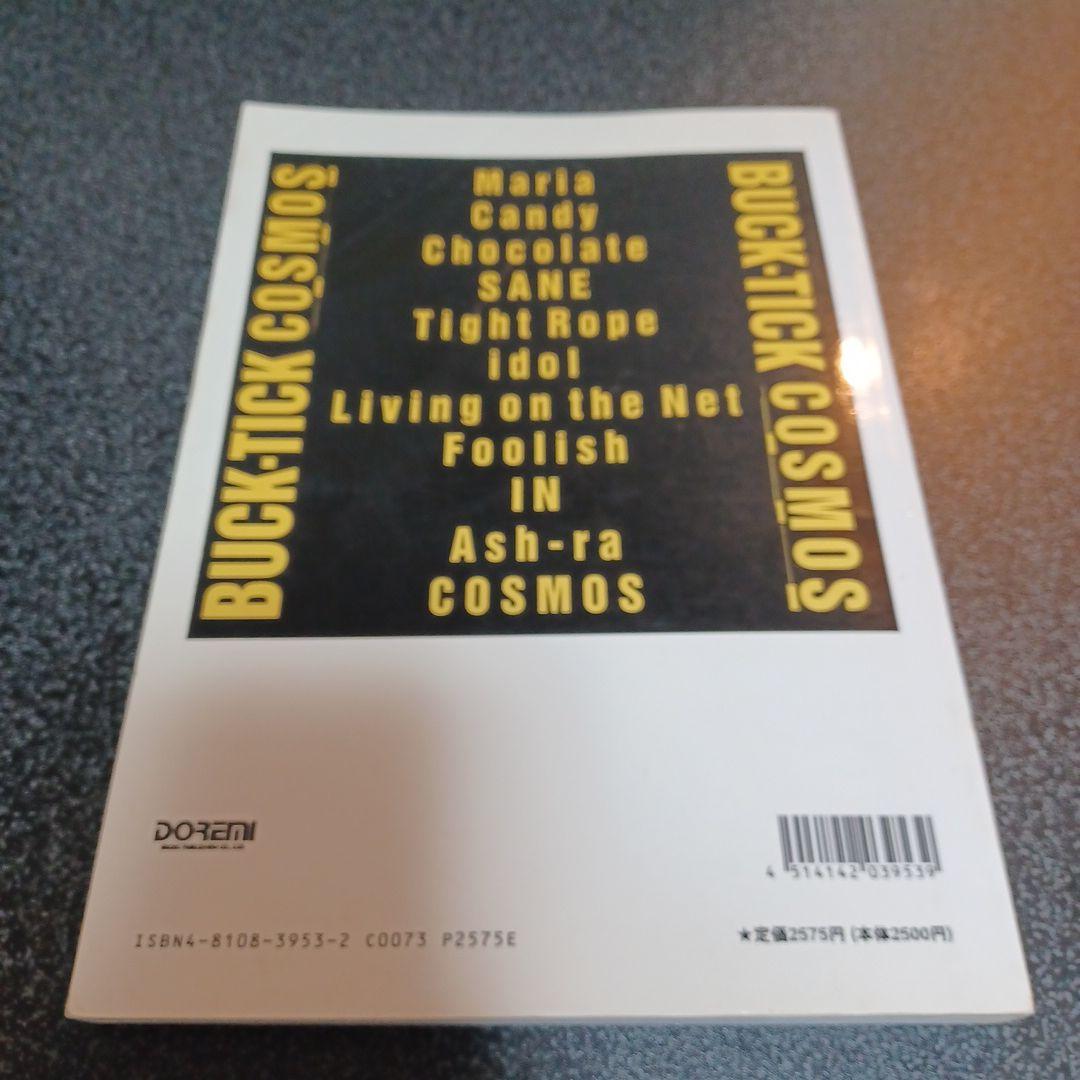 BUCK-TICK COSMOS
Maria
Candy
Chocolate
SANE
Tight Rope
idol
Living on the Net
Foolish
IN
Ash-ra
COSMOS
BUCK-TICK COSMOS
DOREMI
4 514142 039539
ISBN4-8108-3953-2 C0073 P2575E
★定価2575円 (本体2500円)